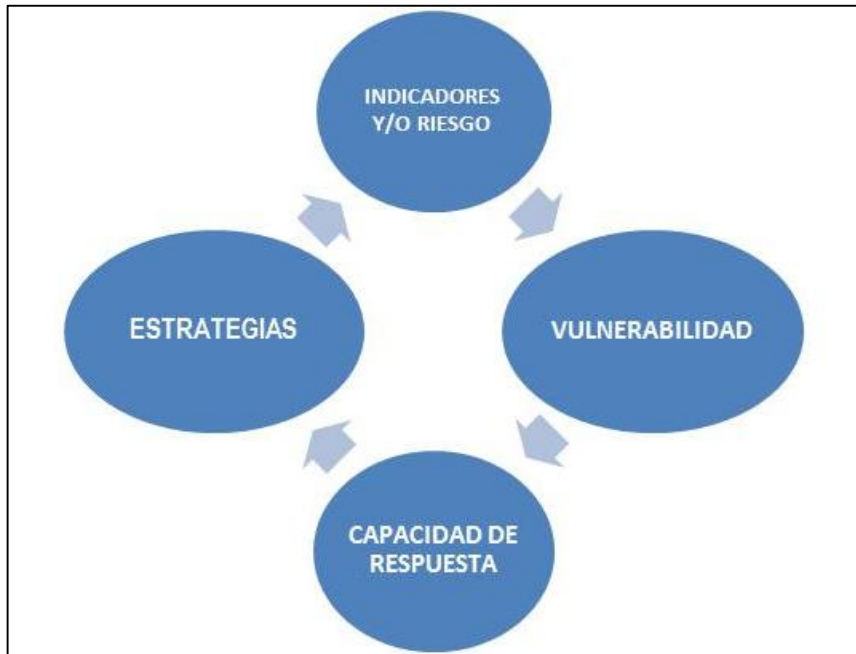 INDICADORES
Y/O RIESGO
ESTRATEGIAS
VULNERABILIDAD
CAPACIDAD DE
RESPUESTA